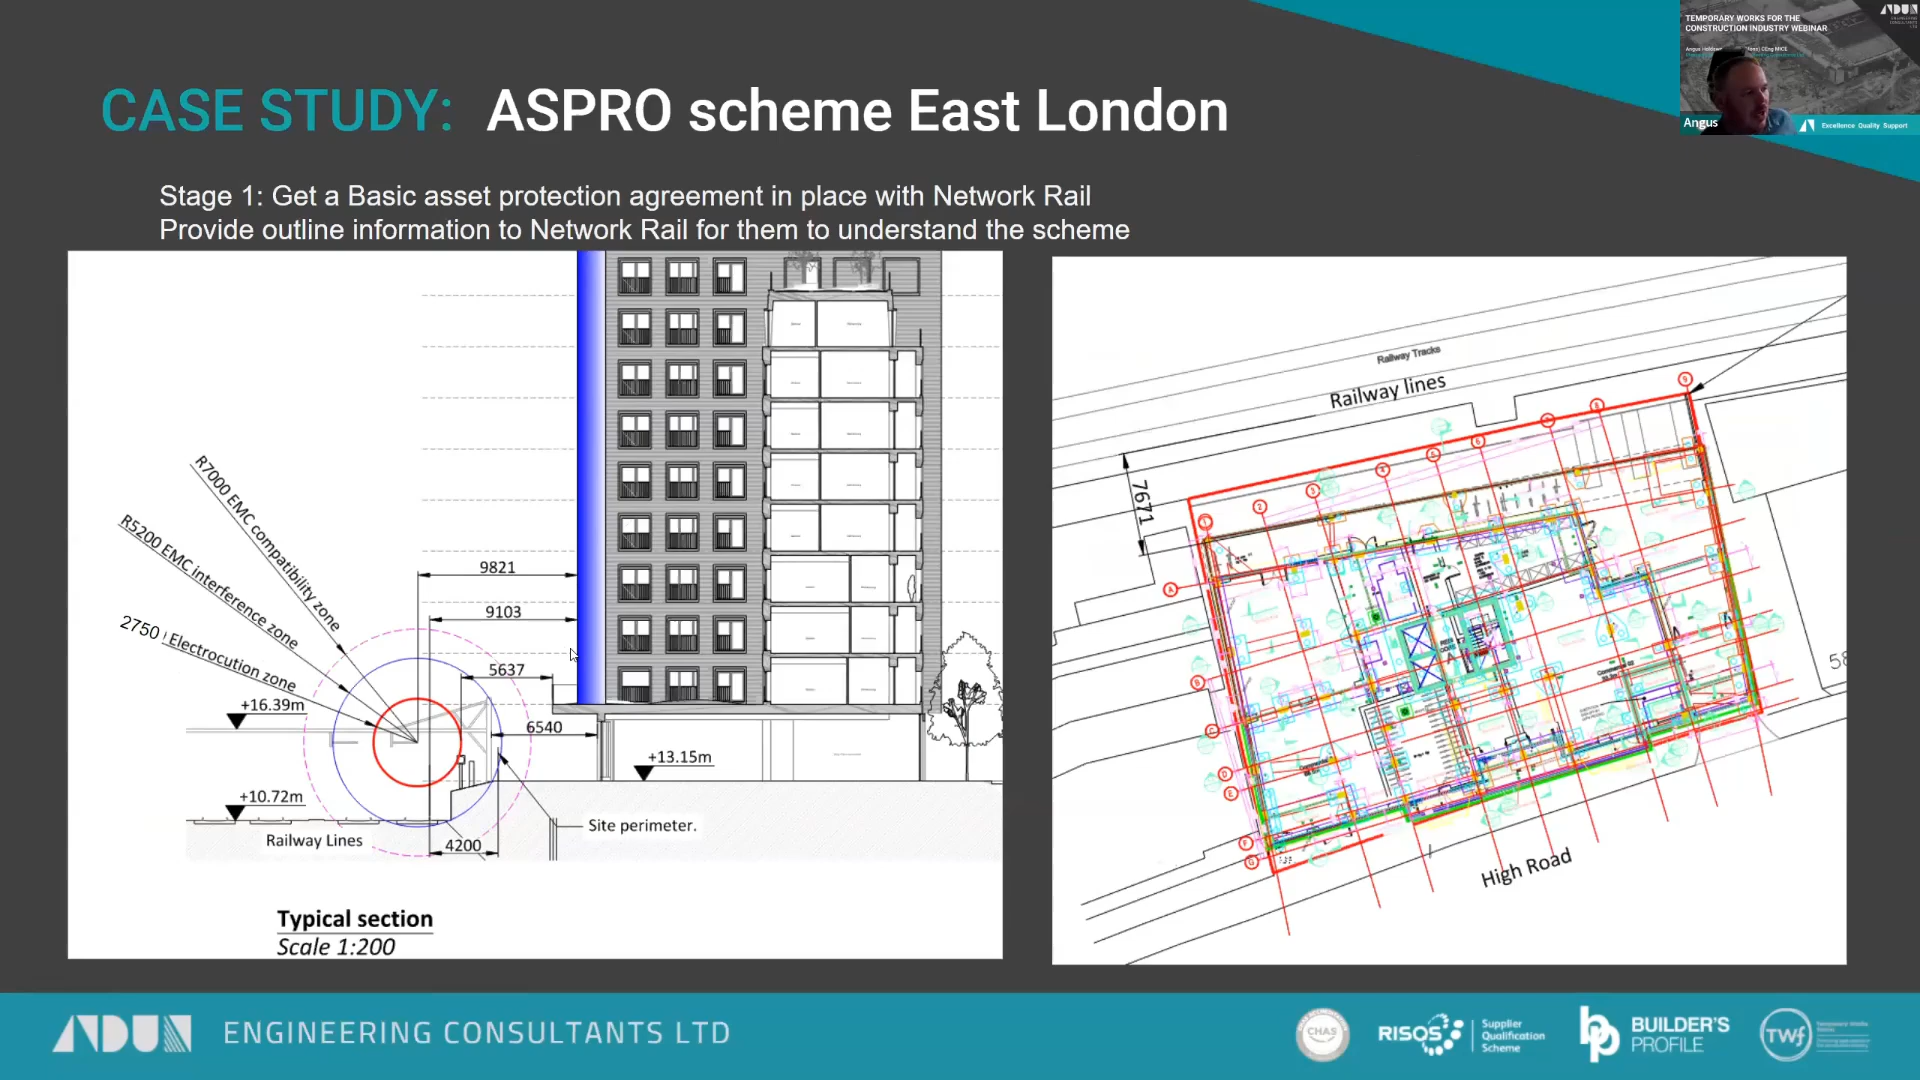 CASE STUDY: ASPRO scheme East London
TEMPORARY WORKS FOR THE
CONSTRUCTION INDUSTRY WEBINAR
Angus
Excellence Quality Support
Stage 1: Get a Basic asset protection agreement in place with Network Rail
Provide outline information to Network Rail for them to understand the scheme
R7000 EMC compatibility zone
R5200 EMC interference zone
2750 Electrocution zone
9821
9103
5637
6540
4200
+16.39m
+13.15m
+10.72m
Railway Lines
Site perimeter.
Typical section
Scale 1:200
Railway Tracks
Railway lines
7671
High Road
ADUN ENGINEERING CONSULTANTS LTD
CHAS
RISQS
Supplier
Qualification
Scheme
BUILDER'S
PROFILE
TWf